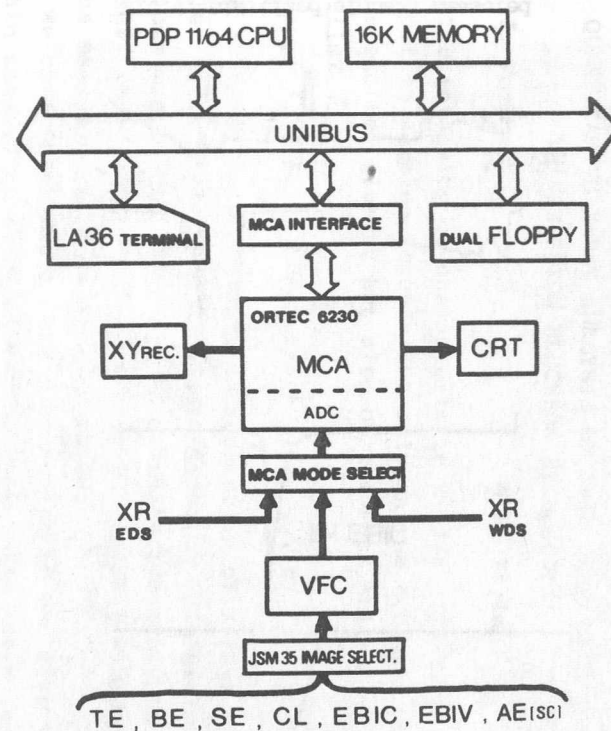 PDP 11/o4 CPU
16K MEMORY
UNIBUS
LA36 TERMINAL
MCA INTERFACE
DUAL FLOPPY
ORTEC 6230
XY REC.
MCA
CRT
ADC
MCA MODE SELECT
XR
EDS
XR
WDS
VFC
JSM 35 IMAGE SELECT.
TE , BE , SE , CL , EBIC, EBIV , AE [SC]